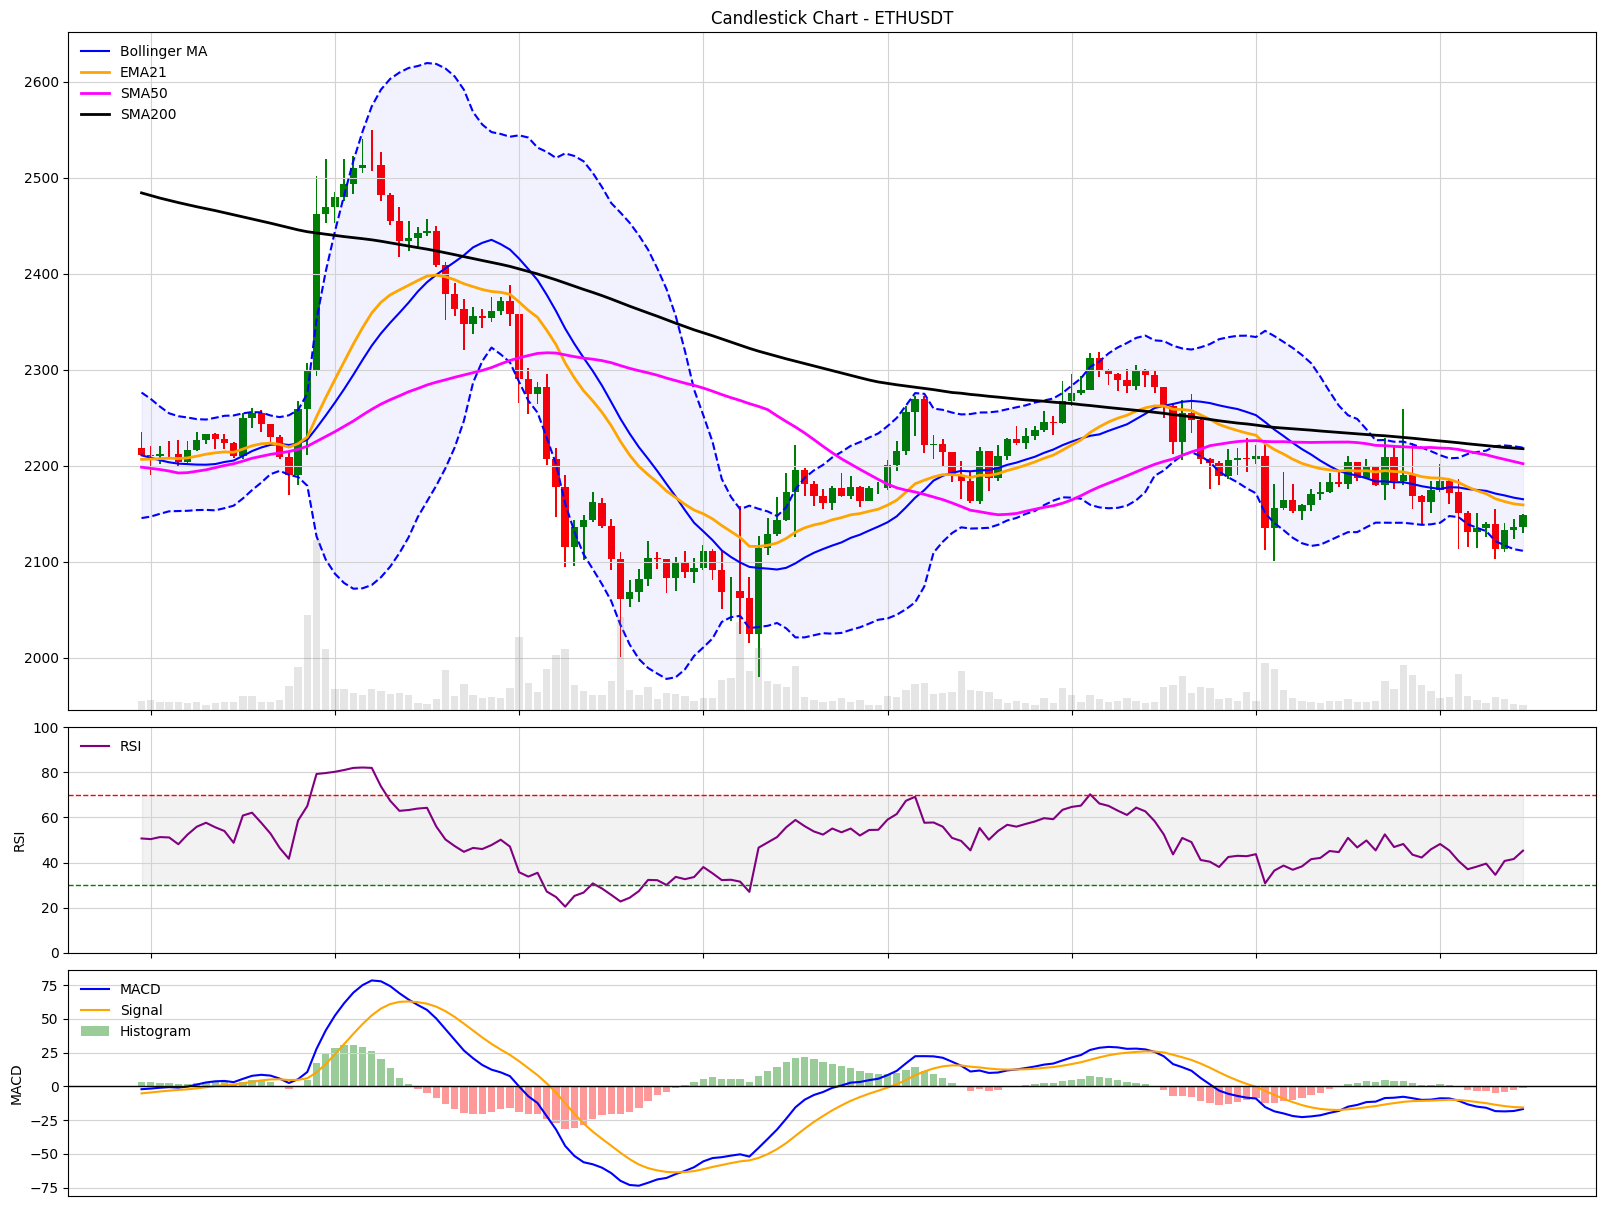 Candlestick Chart - ETHUSDT
Bollinger MA
EMA21
SMA50
SMA200
2600
2500
2400
2300
2200
2100
2000
RSI
100
80
60
40
20
0
RSI
MACD
Signal
Histogram
75
50
25
0
−25
−50
−75
MACD